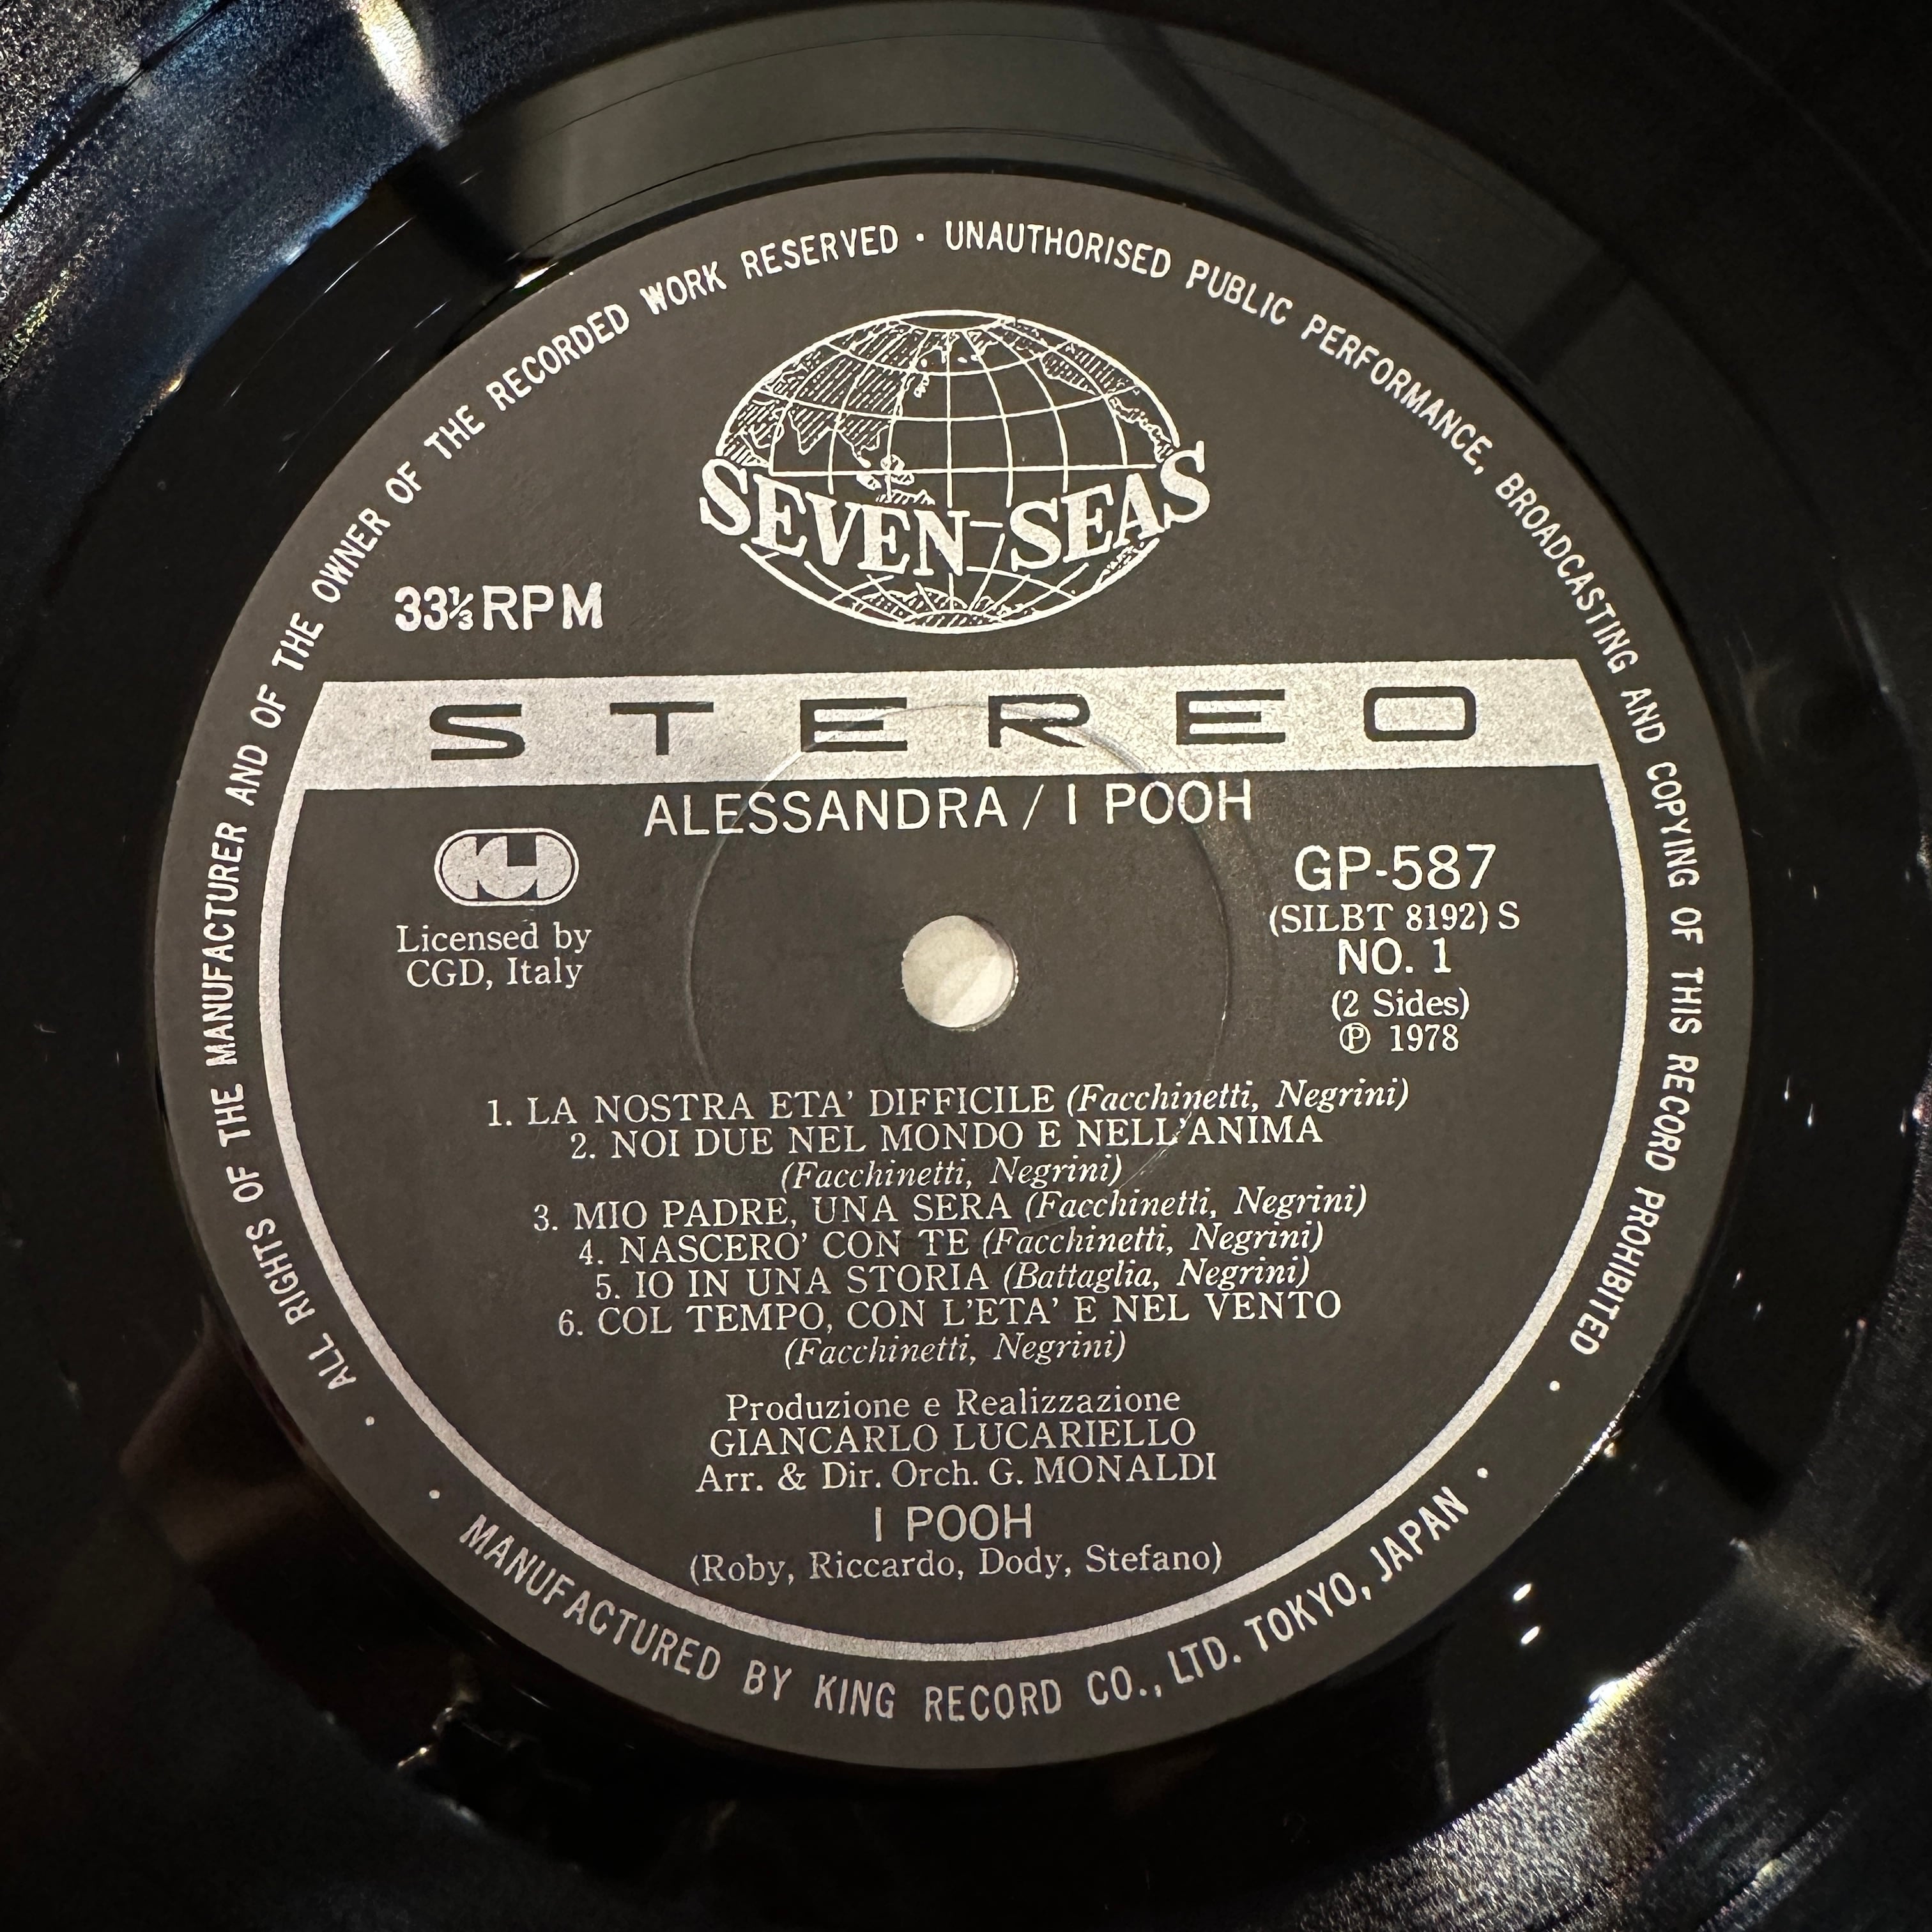 ALL RIGHTS OF THE MANUFACTURER AND OF THE OWNER OF THE RECORDED WORK RESERVED · UNAUTHORISED PUBLIC PERFORMANCE, BROADCASTING AND COPYING OF THIS RECORD PROHIBITED
SEVEN SEAS
33⅓ RPM
STEREO
ALESSANDRA / I POOH
Licensed by
CGD, Italy
GP-587
(SILBT 8192) S
NO. 1
(2 Sides)
℗ 1978
1. LA NOSTRA ETA' DIFFICILE (Facchinetti, Negrini)
2. NOI DUE NEL MONDO E NELL'ANIMA
(Facchinetti, Negrini)
3. MIO PADRE, UNA SERA (Facchinetti, Negrini)
4. NASCERO' CON TE (Facchinetti, Negrini)
5. IO IN UNA STORIA (Battaglia, Negrini)
6. COL TEMPO, CON L'ETA' E NEL VENTO
(Facchinetti, Negrini)
Produzione e Realizzazione
GIANCARLO LUCARIELLO
Arr. & Dir. Orch. G. MONALDI
I POOH
(Roby, Riccardo, Dody, Stefano)
· MANUFACTURED BY KING RECORD CO., LTD. TOKYO, JAPAN ·